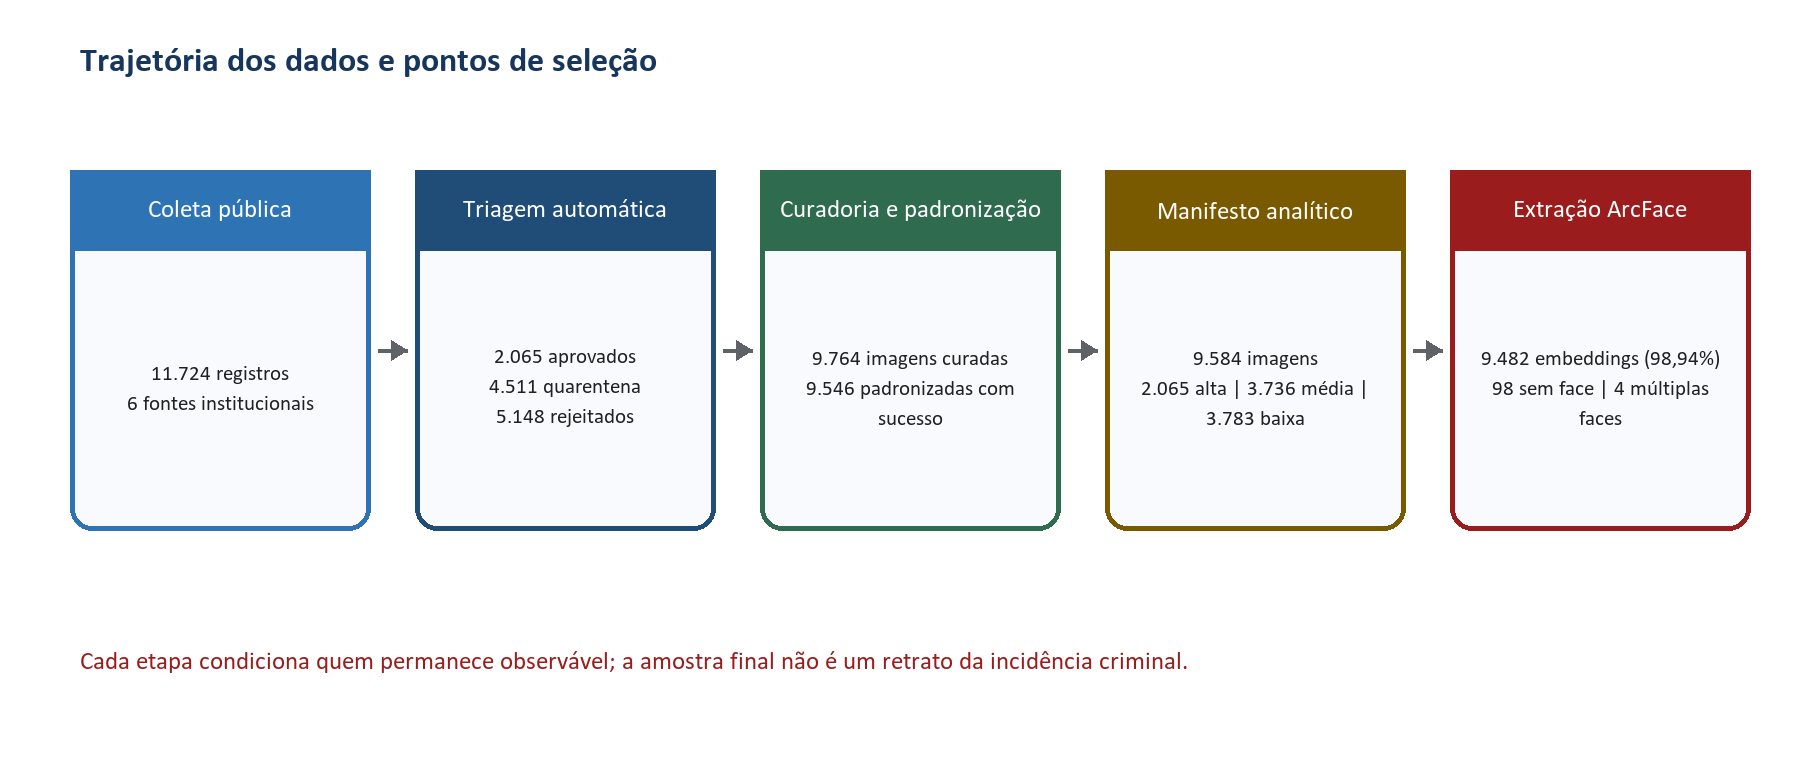 Trajetória dos dados e pontos de seleção
Coleta pública
11.724 registros
6 fontes institucionais
Triagem automática
2.065 aprovados
4.511 quarentena
5.148 rejeitados
Curadoria e padronização
9.764 imagens curadas
9.546 padronizadas com
sucesso
Manifesto analítico
9.584 imagens
2.065 alta | 3.736 média |
3.783 baixa
Extração ArcFace
9.482 embeddings (98,94%)
98 sem face | 4 múltiplas
faces
Cada etapa condiciona quem permanece observável; a amostra final não é um retrato da incidência criminal.